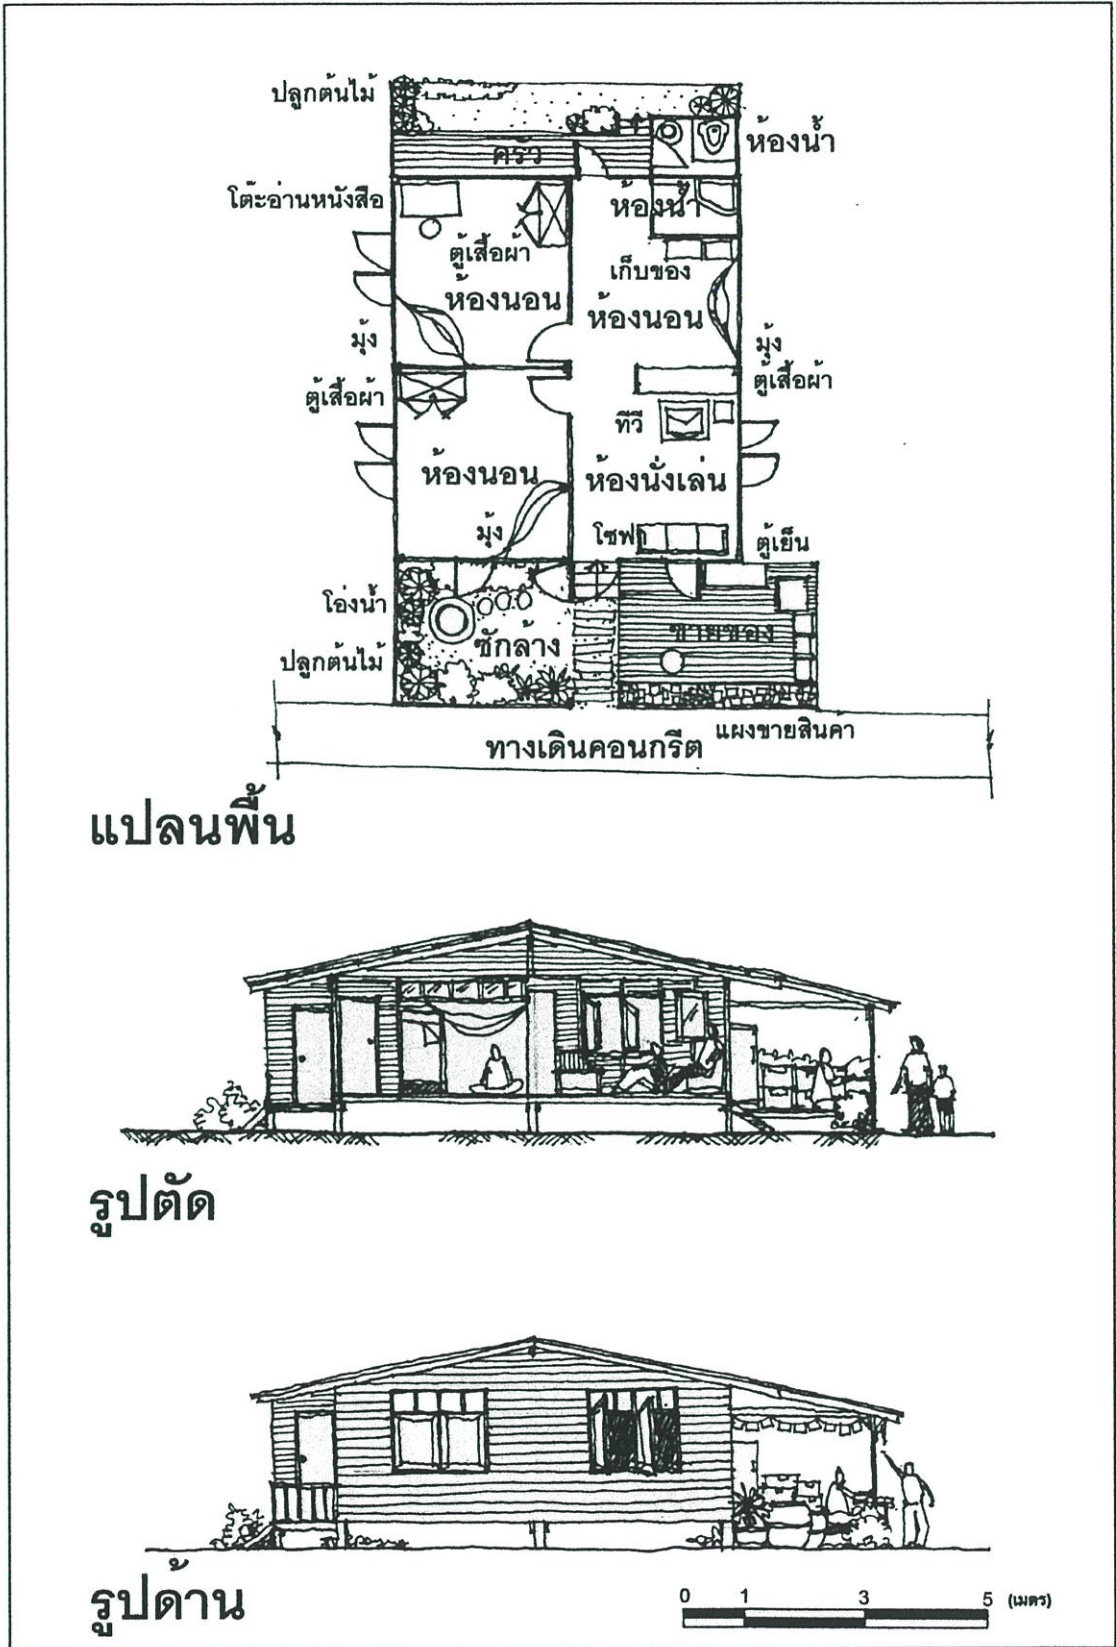 ปลูกต้นไม้
ครัว
ห้องน้ำ
โต๊ะอ่านหนังสือ
ห้องน้ำ
ตู้เสื้อผ้า
เก็บของ
ห้องนอน
ห้องนอน
มุ้ง
มุ้ง
ตู้เสื้อผ้า
ตู้เสื้อผ้า
ทีวี
ห้องนอน
ห้องนั่งเล่น
มุ้ง
โซฟา
ตู้เย็น
โอ่งน้ำ
ซักล้าง
ขายของ
ปลูกต้นไม้
แผงขายสินคา
ทางเดินคอนกรีต
แปลนพื้น
รูปตัด
รูปด้าน
0 1 3 5 (เมตร)